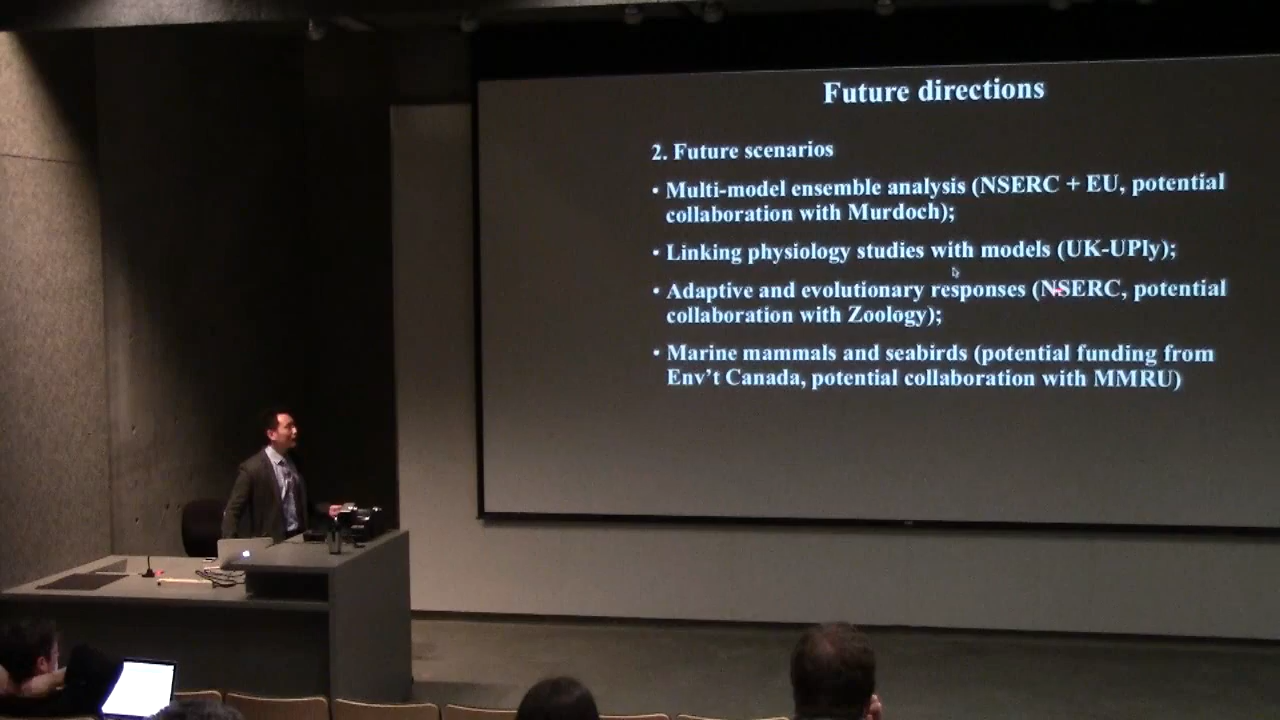 Future directions
2. Future scenarios
• Multi-model ensemble analysis (NSERC + EU, potential
collaboration with Murdoch);
• Linking physiology studies with models (UK-UPly);
• Adaptive and evolutionary responses (NSERC, potential
collaboration with Zoology);
• Marine mammals and seabirds (potential funding from
Env’t Canada, potential collaboration with MMRU)